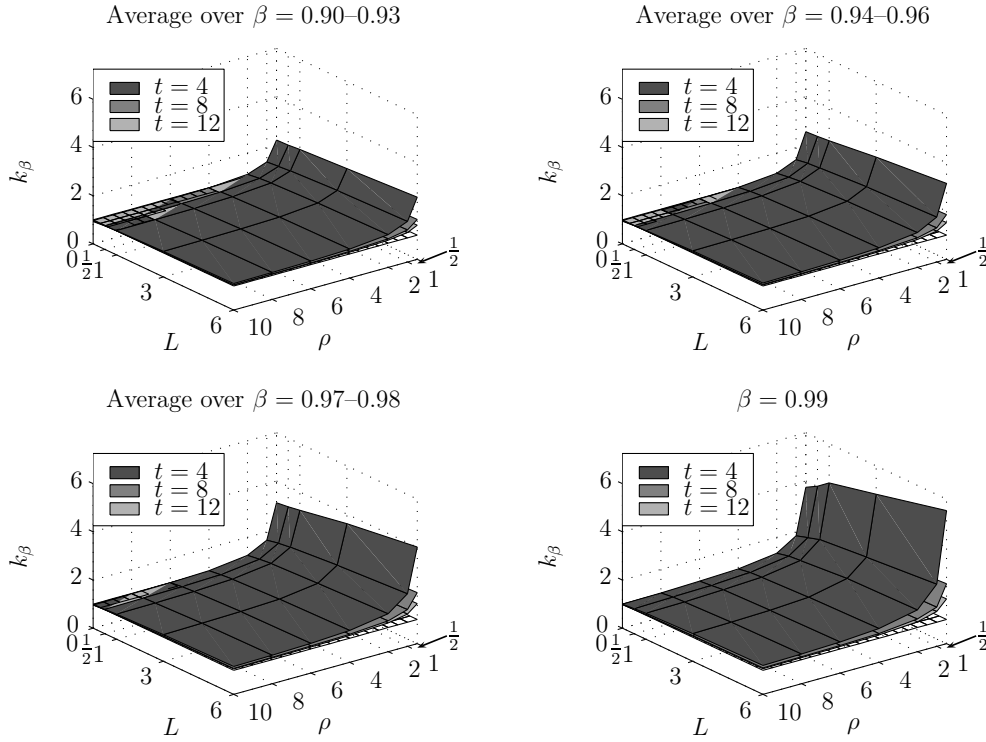 Average over β = 0.90–0.93
t = 4
t = 8
t = 12
k_β
6
4
2
0
0 ½ 1 3 6
L
10 8 6 4 2 1 ½
ρ
Average over β = 0.94–0.96
t = 4
t = 8
t = 12
k_β
6
4
2
0
0 ½ 1 3 6
L
10 8 6 4 2 1 ½
ρ
Average over β = 0.97–0.98
t = 4
t = 8
t = 12
k_β
6
4
2
0
0 ½ 1 3 6
L
10 8 6 4 2 1 ½
ρ
β = 0.99
t = 4
t = 8
t = 12
k_β
6
4
2
0
0 ½ 1 3 6
L
10 8 6 4 2 1 ½
ρ